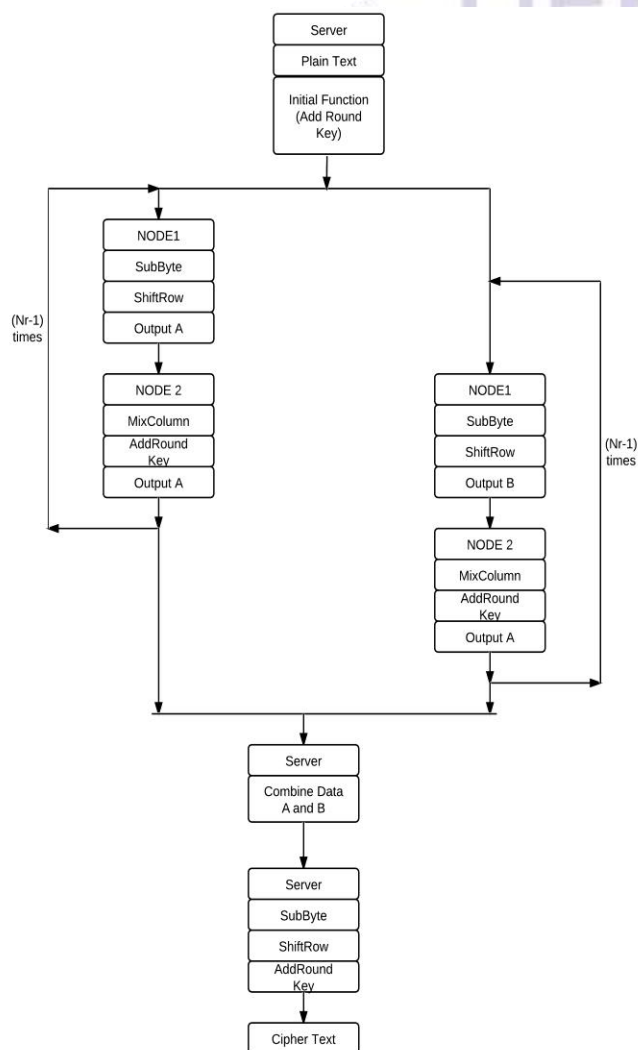 Server
Plain Text
Initial Function
(Add Round
Key)
NODE1
SubByte
ShiftRow
Output A
(Nr-1)
times
NODE 2
MixColumn
AddRound
Key
Output A
NODE1
SubByte
ShiftRow
Output B
(Nr-1)
times
NODE 2
MixColumn
AddRound
Key
Output A
Server
Combine Data
A and B
Server
SubByte
ShiftRow
AddRound
Key
Cipher Text